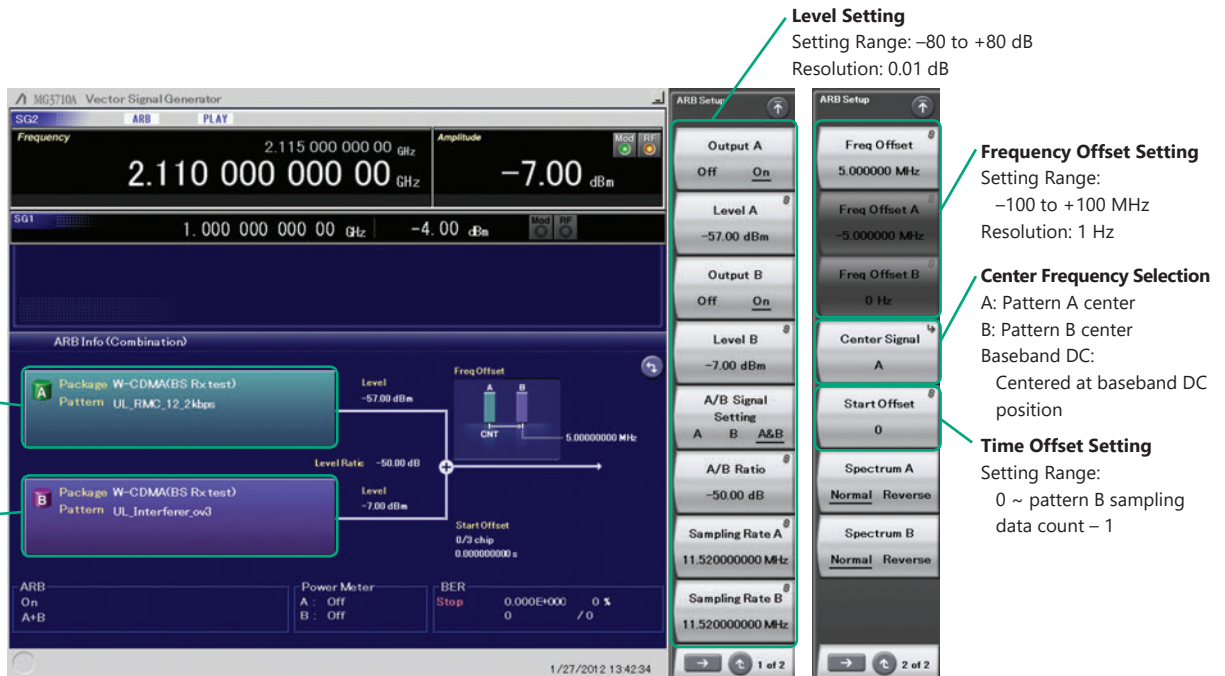 Level Setting
Setting Range: –80 to +80 dB
Resolution: 0.01 dB
MG3710A Vector Signal Generator
SG2 ARB PLAY
Frequency
2.115 000 000 00 GHz
2.110 000 000 00 GHz
Amplitude
Mod RF
−7.00 dBm
SG1
1. 000 000 000 00 GHz
−4. 00 dBm
Mod RF
ARB Info (Combination)
A
Package W-CDMA(BS Rx test)
Pattern UL_RMC_12_2kbps
Level
-57.00 dBm
Freq Offset
A B
CNT
5.00000000 MHz
Level Ratio -50.00 dB
B
Package W-CDMA(BS Rx test)
Pattern UL_Interferer_ov3
Level
-7.00 dBm
Start Offset
0/3 chip
0.000000000 s
ARB
On
A+B
Power Meter
A : Off
B : Off
BER
Stop 0.000E+000 0 %
0 / 0
1/27/2012 13:42:34
ARB Setup
Output A
Off On
Level A
-57.00 dBm
Output B
Off On
Level B
-7.00 dBm
A/B Signal
Setting
A B A&B
A/B Ratio
-50.00 dB
Sampling Rate A
11.520000000 MHz
Sampling Rate B
11.520000000 MHz
1 of 2
ARB Setup
Freq Offset
5.000000 MHz
Freq Offset A
-5.000000 MHz
Freq Offset B
0 Hz
Center Signal
A
Start Offset
0
Spectrum A
Normal Reverse
Spectrum B
Normal Reverse
2 of 2
Frequency Offset Setting
Setting Range:
–100 to +100 MHz
Resolution: 1 Hz
Center Frequency Selection
A: Pattern A center
B: Pattern B center
Baseband DC:
Centered at baseband DC
position
Time Offset Setting
Setting Range:
0 ~ pattern B sampling
data count – 1